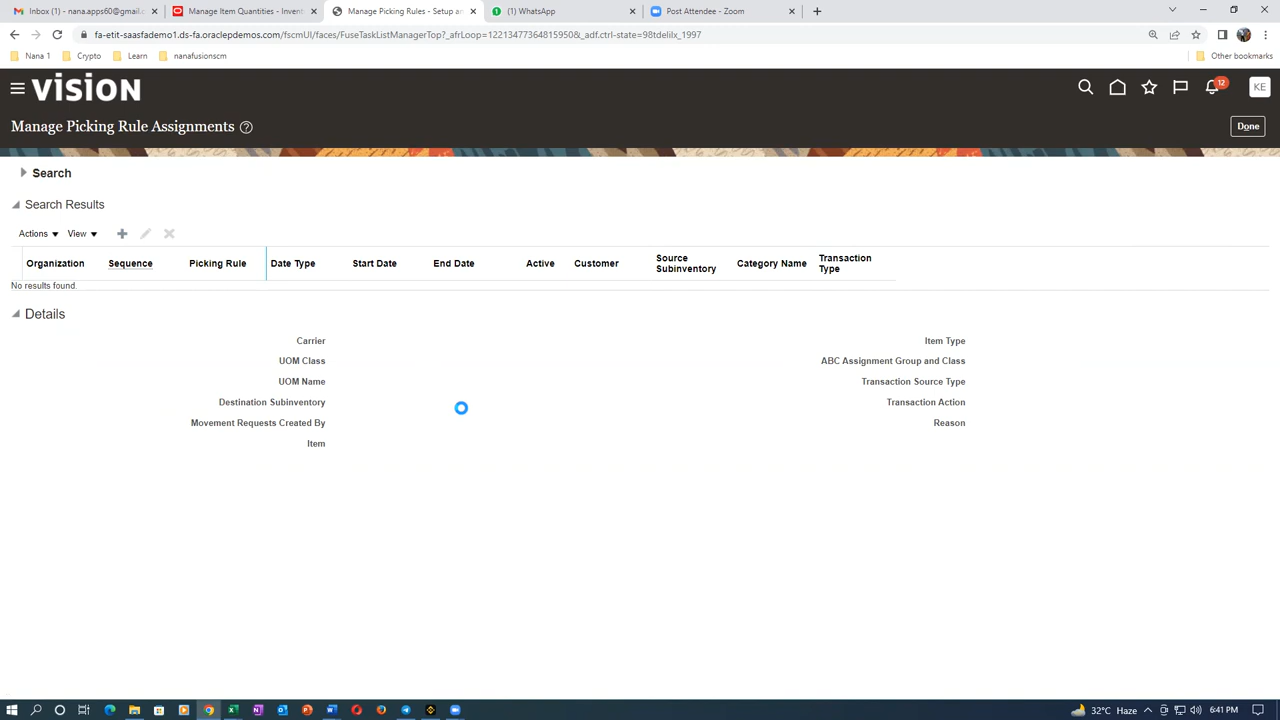 Inbox (1) - nana.apps60@gmail.c
Manage Item Quantities - Invent
Manage Picking Rules - Setup an
(1) WhatsApp
Post Attendee - Zoom
fa-etit-saasfademo1.ds-fa.oraclepdemos.com/fscmUI/faces/FuseTaskListManagerTop?_afrLoop=12213477364815950&_adf.ctrl-state=98tdelilx_1997
Nana 1
Crypto
Learn
nanafusionscm
Other bookmarks
VISION
12
KE
Manage Picking Rule Assignments
Done
Search
Search Results
Actions
View
Organization
Sequence
Picking Rule
Date Type
Start Date
End Date
Active
Customer
Source
Subinventory
Category Name
Transaction
Type
No results found.
Details
Carrier
UOM Class
UOM Name
Destination Subinventory
Movement Requests Created By
Item
Item Type
ABC Assignment Group and Class
Transaction Source Type
Transaction Action
Reason
32°C Haze
6:41 PM